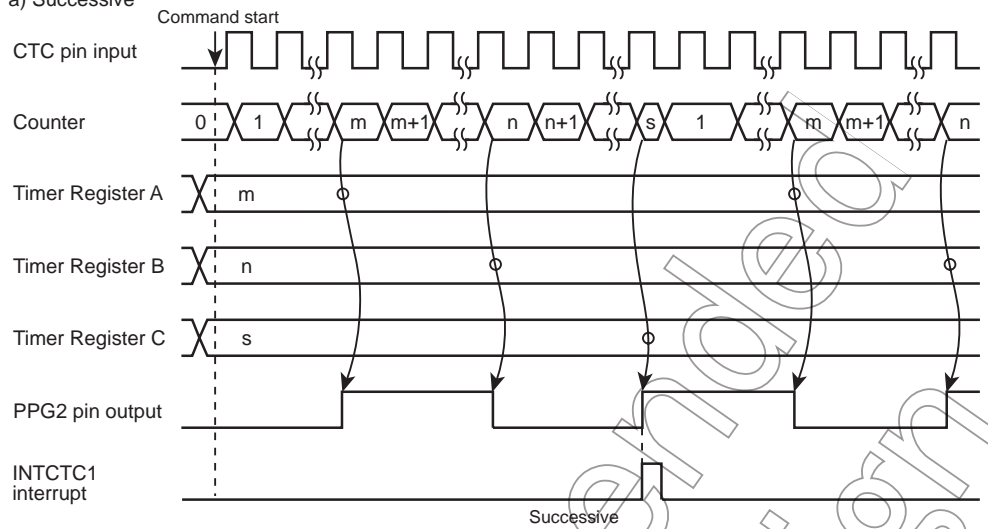 a) Successive
Command start
CTC pin input
Counter 0 1 m m+1 n n+1 s 1 m m+1 n
Timer Register A m
Timer Register B n
Timer Register C s
PPG2 pin output
INTCTC1
interrupt
Successive